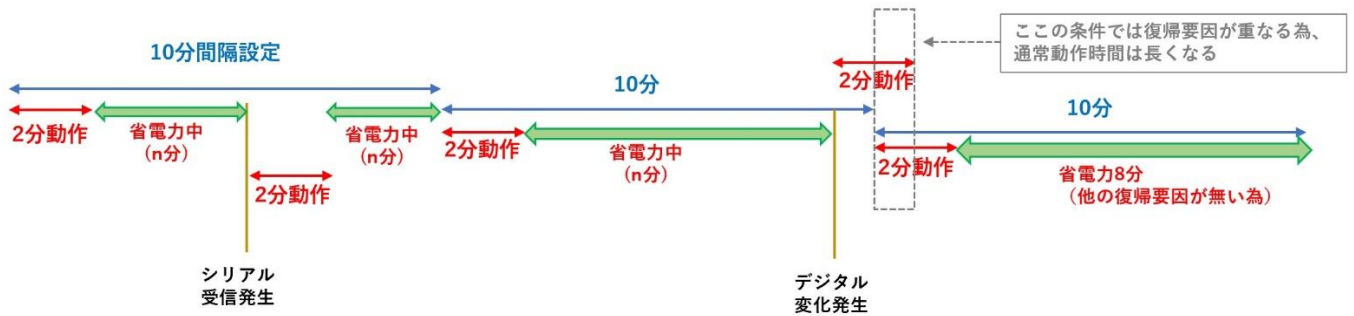 10分間隔設定
2分動作
省電力中
(n分)
2分動作
省電力中
(n分)
シリアル
受信発生
10分
2分動作
省電力中
(n分)
2分動作
デジタル
変化発生
ここの条件では復帰要因が重なる為、
通常動作時間は長くなる
10分
2分動作
省電力8分
（他の復帰要因が無い為）